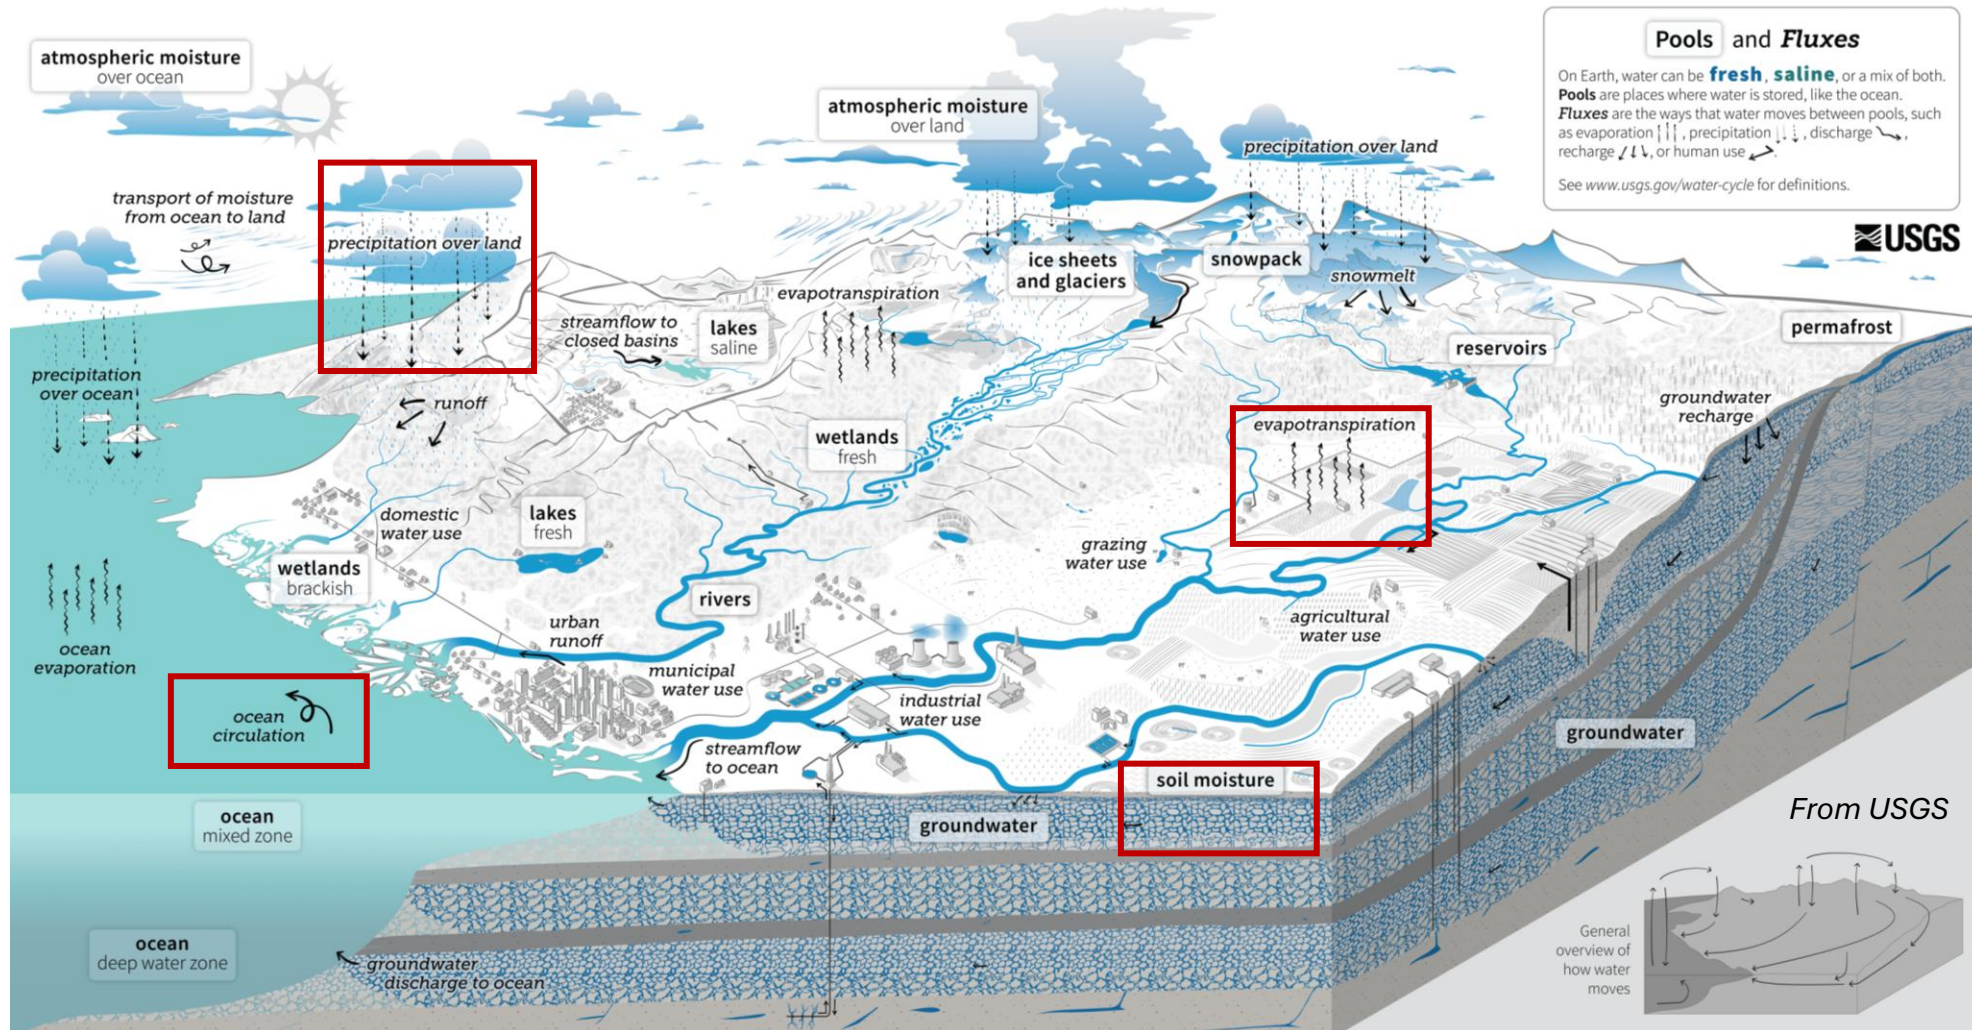 atmospheric moisture
over ocean
atmospheric moisture
over land
Pools and Fluxes
On Earth, water can be fresh, saline, or a mix of both.
Pools are places where water is stored, like the ocean.
Fluxes are the ways that water moves between pools, such
as evaporation, precipitation, discharge,
recharge, or human use.
See www.usgs.gov/water-cycle for definitions.
USGS
precipitation over land
transport of moisture
from ocean to land
precipitation over land
ice sheets
and glaciers
snowpack
snowmelt
evapotranspiration
streamflow to
closed basins
lakes
saline
permafrost
reservoirs
precipitation
over ocean
runoff
groundwater
recharge
wetlands
fresh
evapotranspiration
domestic
water use
lakes
fresh
grazing
water use
wetlands
brackish
rivers
agricultural
water use
urban
runoff
ocean
evaporation
municipal
water use
industrial
water use
ocean
circulation
streamflow
to ocean
groundwater
soil moisture
From USGS
ocean
mixed zone
groundwater
General
overview of
how water
moves
ocean
deep water zone
groundwater
discharge to ocean